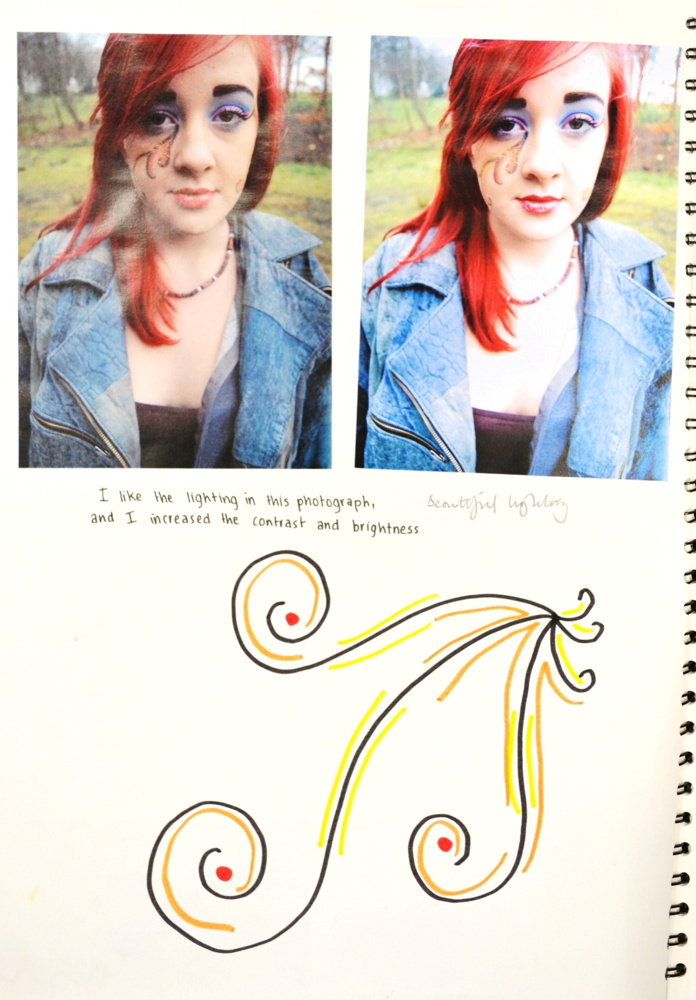 I like the lighting in this photograph,
and I increased the contrast and brightness
Beautiful lighting